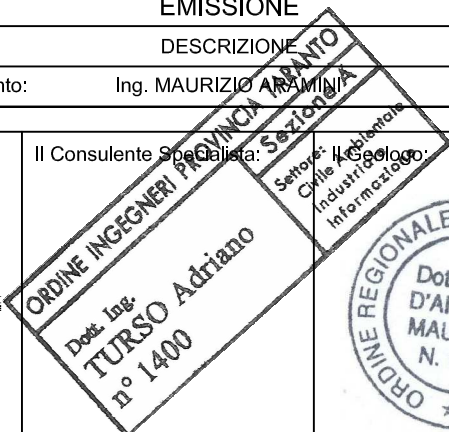 EMISSIONE
DESCRIZIONE
nto: Ing. MAURIZIO ARAMINI
Il Consulente Specialista:
Il Geologo:
ORDINE INGEGNERI PROVINCIA TARANTO
Sezione A
Settore:
Civile Ambientale
Industriale
Informazione
Dott. Ing.
TURSO Adriano
n° 1400
ORDINE REGIONALE
Dot
D'A
MAU
N.